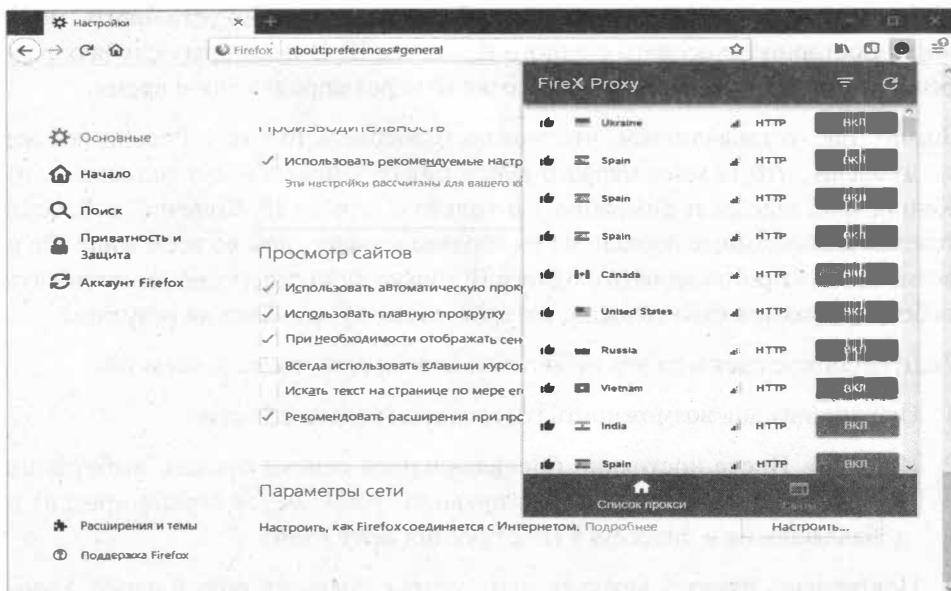 Настройки × +
Firefox about:preferences#general
Основные
Начало
Поиск
Приватность и
Защита
Аккаунт Firefox
Расширения и темы
Поддержка Firefox
Производительность
Использовать рекомендуемые настр
Эти настройки рассчитаны для вашего к
Просмотр сайтов
Использовать автоматическую прок
Использовать плавную прокрутку
При необходимости отображать сен
Всегда использовать клавиши курсор
Искать текст на странице по мере ег
Рекомендовать расширения при прс
Параметры сети
Настроить, как Firefox соединяется с Интернетом. Подробнее
Настроить...
FireX Proxy
Ukraine HTTP ВКЛ
Spain HTTP ВКЛ
Spain HTTP ВКЛ
Spain HTTP ВКЛ
Canada HTTP ВКЛ
United States HTTP ВКЛ
Russia HTTP ВКЛ
Vietnam HTTP ВКЛ
India HTTP ВКЛ
Spain HTTP ВКЛ
Список прокси